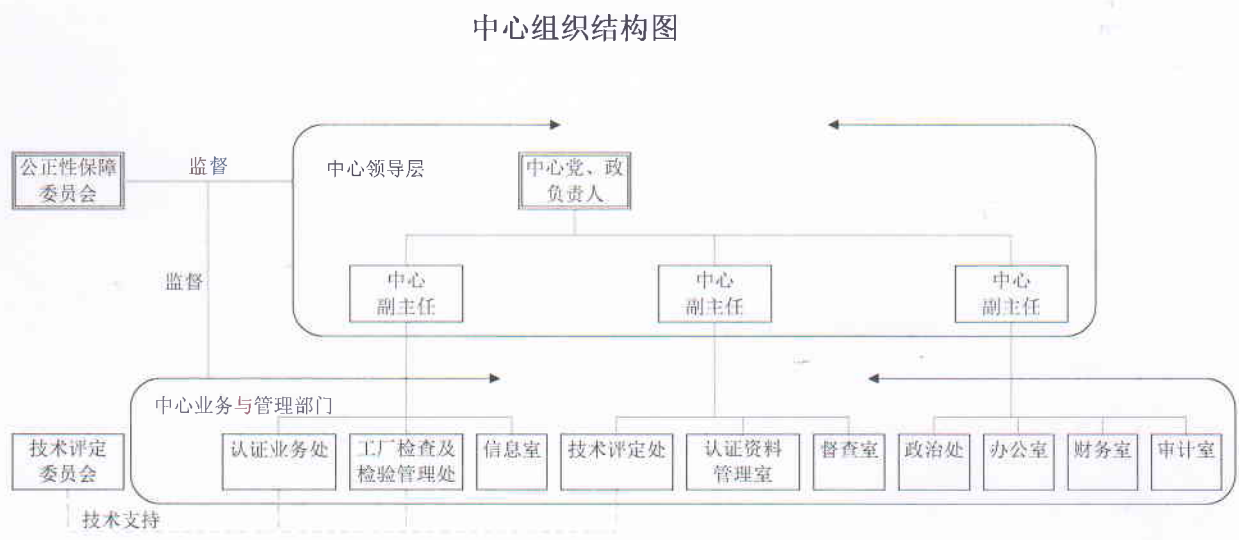 中心组织结构图
公正性保障
委员会
监督
中心领导层
中心党、政
负责人
监督
中心
副主任
中心
副主任
中心
副主任
中心业务与管理部门
技术评定
委员会
认证业务处
工厂检查及
检验管理处
信息室
技术评定处
认证资料
管理室
督查室
政治处
办公室
财务室
审计室
技术支持